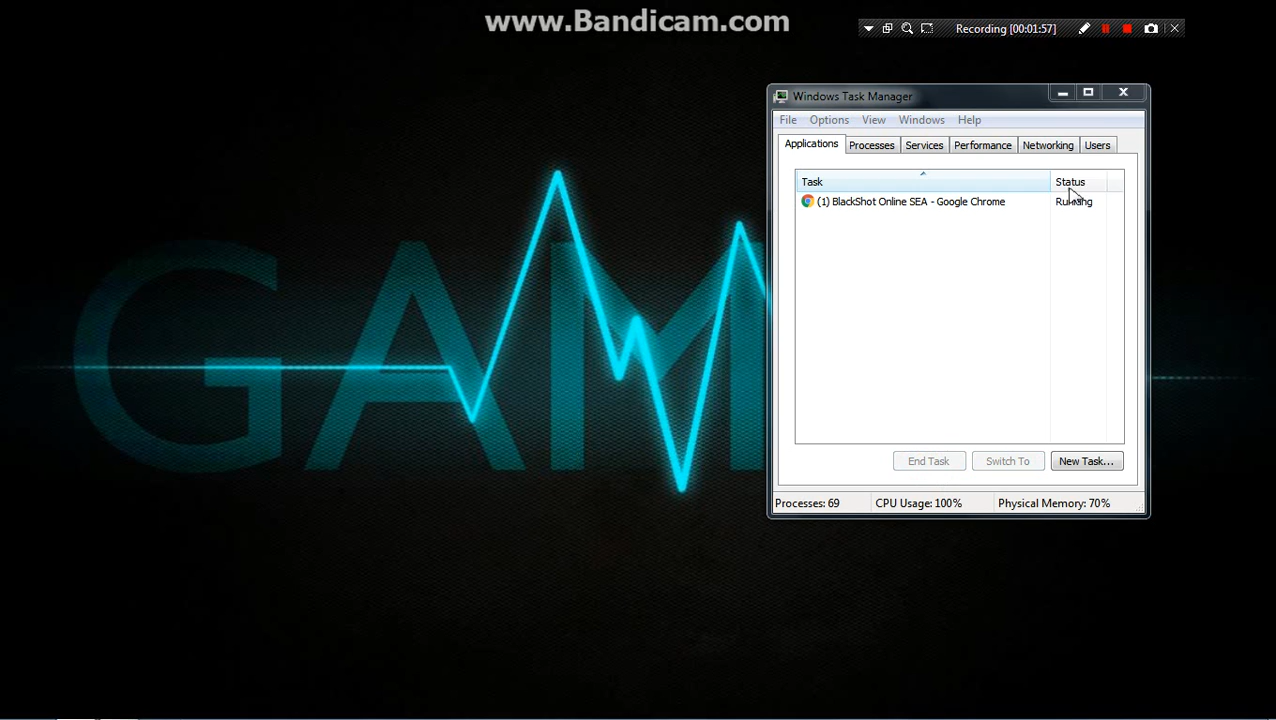 www.Bandicam.com
Recording [00:01:57]
GAM
Windows Task Manager
File Options View Windows Help
Applications Processes Services Performance Networking Users
Task Status
(1) BlackShot Online SEA - Google Chrome Running
End Task Switch To New Task...
Processes: 69 CPU Usage: 100% Physical Memory: 70%